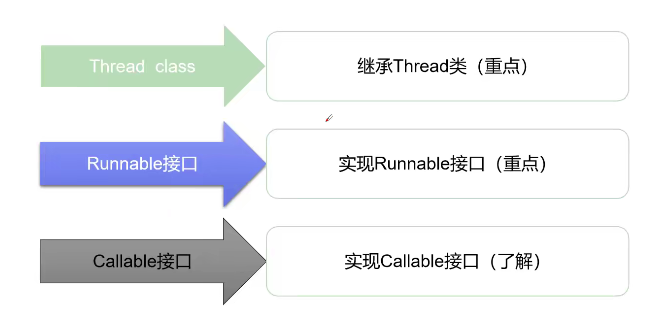 Thread class
继承Thread类（重点）
Runnable接口
实现Runnable接口（重点）
Callable接口
实现Callable接口（了解）